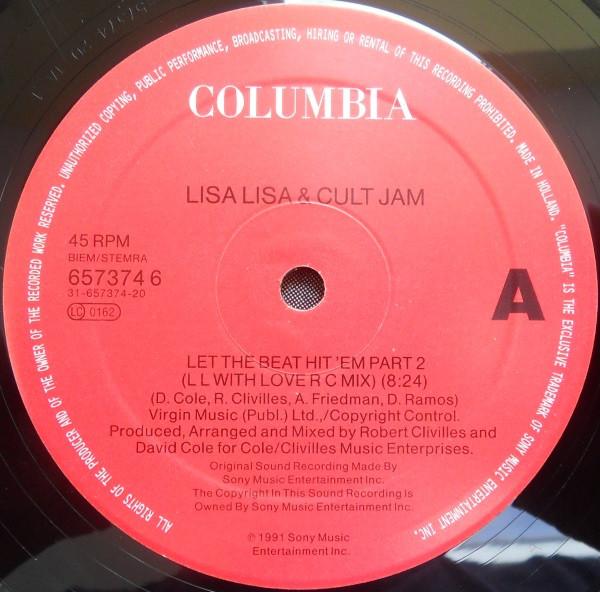 ALL RIGHTS OF THE PRODUCER AND OF THE OWNER OF THE RECORDED WORK RESERVED. UNAUTHORIZED COPYING, PUBLIC PERFORMANCE, BROADCASTING, HIRING OR RENTAL OF THIS RECORDING PROHIBITED. MADE IN HOLLAND. "COLUMBIA" IS THE EXCLUSIVE TRADEMARK OF SONY MUSIC ENTERTAINMENT INC.
COLUMBIA
LISA LISA & CULT JAM
45 RPM
BIEM/STEMRA
657374 6
31-657374-20
LC 0162
A
LET THE BEAT HIT 'EM PART 2
(L L WITH LOVE R C MIX) (8:24)
(D. Cole, R. Clivilles, A. Friedman, D. Ramos)
Virgin Music (Publ.) Ltd./Copyright Control.
Produced, Arranged and Mixed by Robert Clivilles and
David Cole for Cole/Clivilles Music Enterprises.
Original Sound Recording Made By
Sony Music Entertainment Inc.
The Copyright In This Sound Recording Is
Owned By Sony Music Entertainment Inc.
℗ 1991 Sony Music
Entertainment Inc.